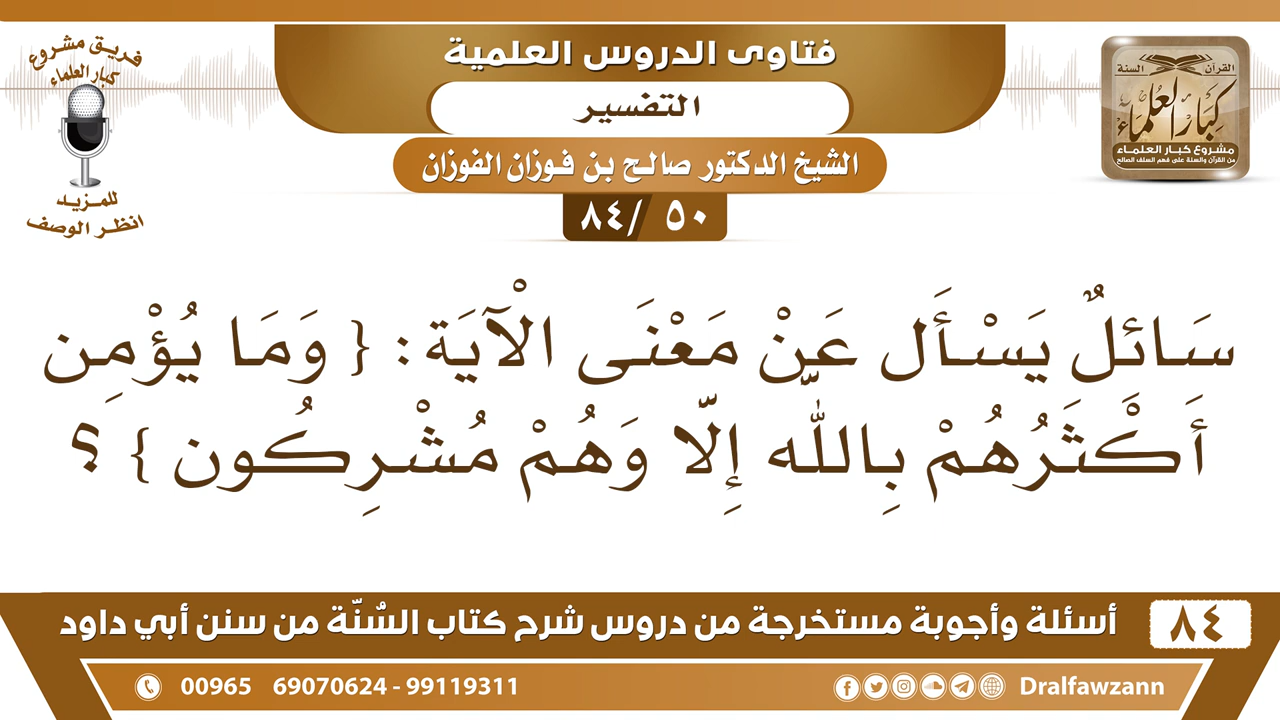 فتاوى الدروس العلمية
التفسير
الشيخ الدكتور صالح بن فوزان الفوزان
٥٠ / ٨٤
فريق مشروع
كبار العلماء
للمزيد
انظر الوصف
القرآن السنة
كبار العلماء
مشروع كبار العلماء
من القرآن والسنة على فهم السلف الصالح
سَائلٌ يَسْأَل عَنْ مَعْنَى الْآيَة: { وَمَا يُؤْمِن
أَكْثَرُهُمْ بِاللَّه إِلَّا وَهُمْ مُشْرِكُون } ؟
٨٤ أسئلة وأجوبة مستخرجة من دروس شرح كتاب السُنّة من سنن أبي داود
00965 69070624 - 99119311
Dralfawzann